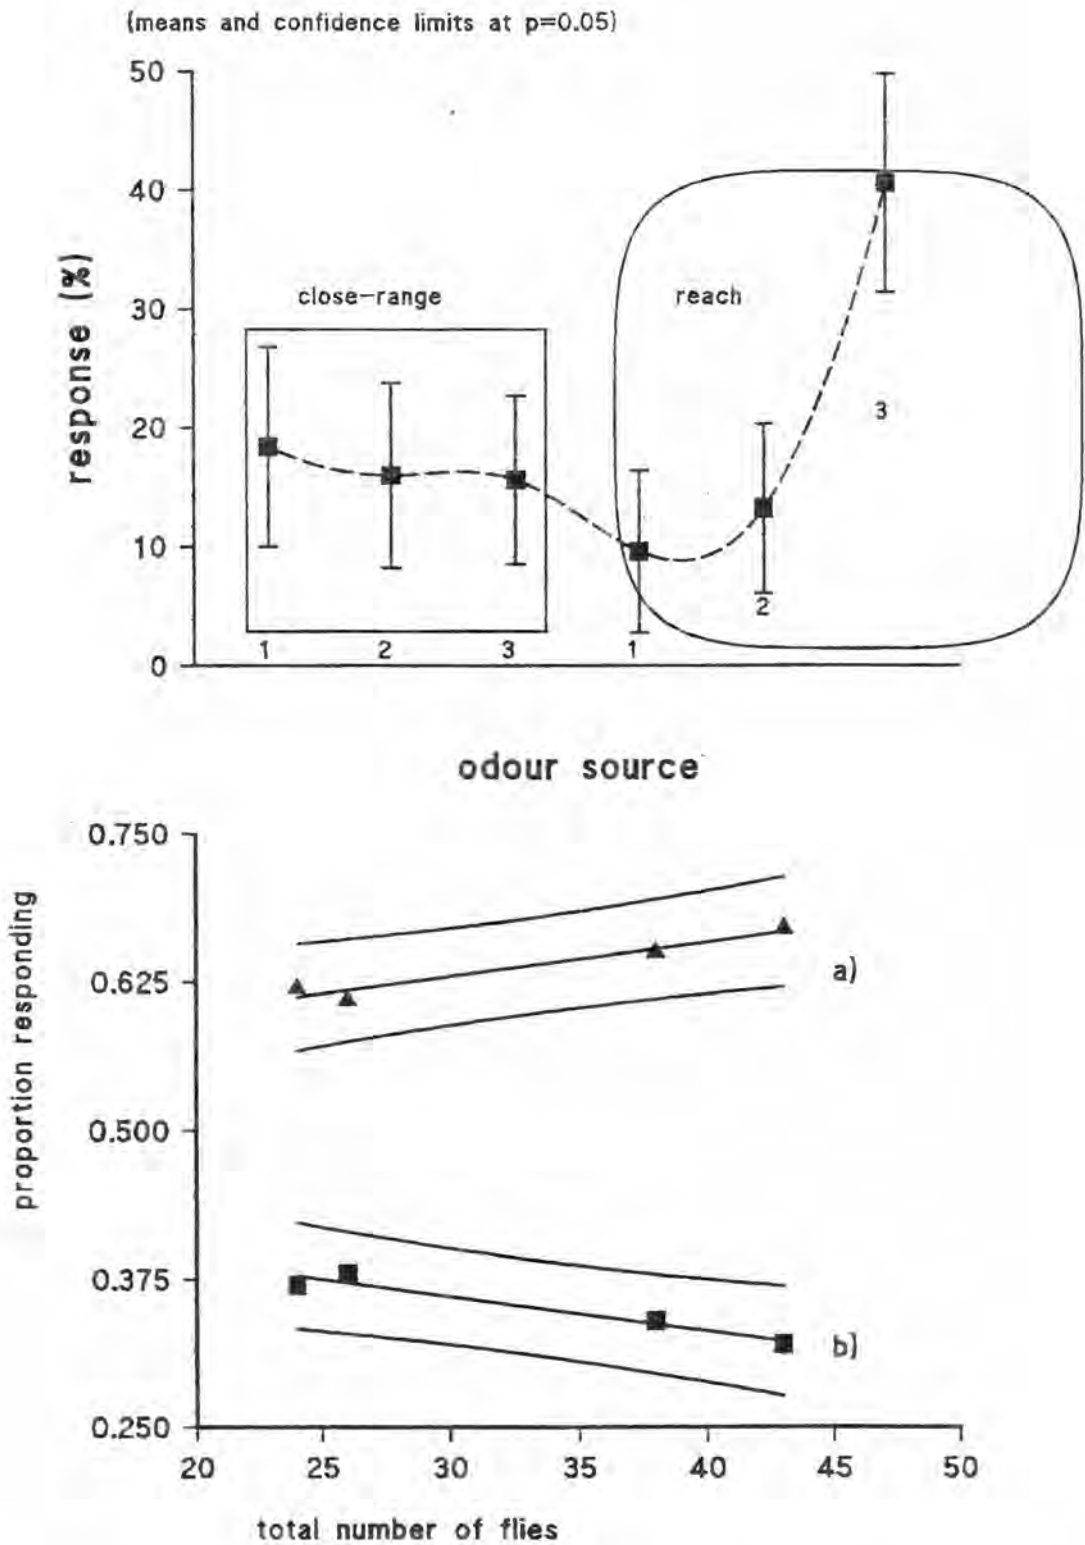 (means and confidence limits at p=0.05)
50
40
30
20
10
0
response (%)
close-range
reach
1
2
3
1
2
3
odour source
0.750
0.625
0.500
0.375
0.250
proportion responding
a)
b)
20 25 30 35 40 45 50
total number of flies